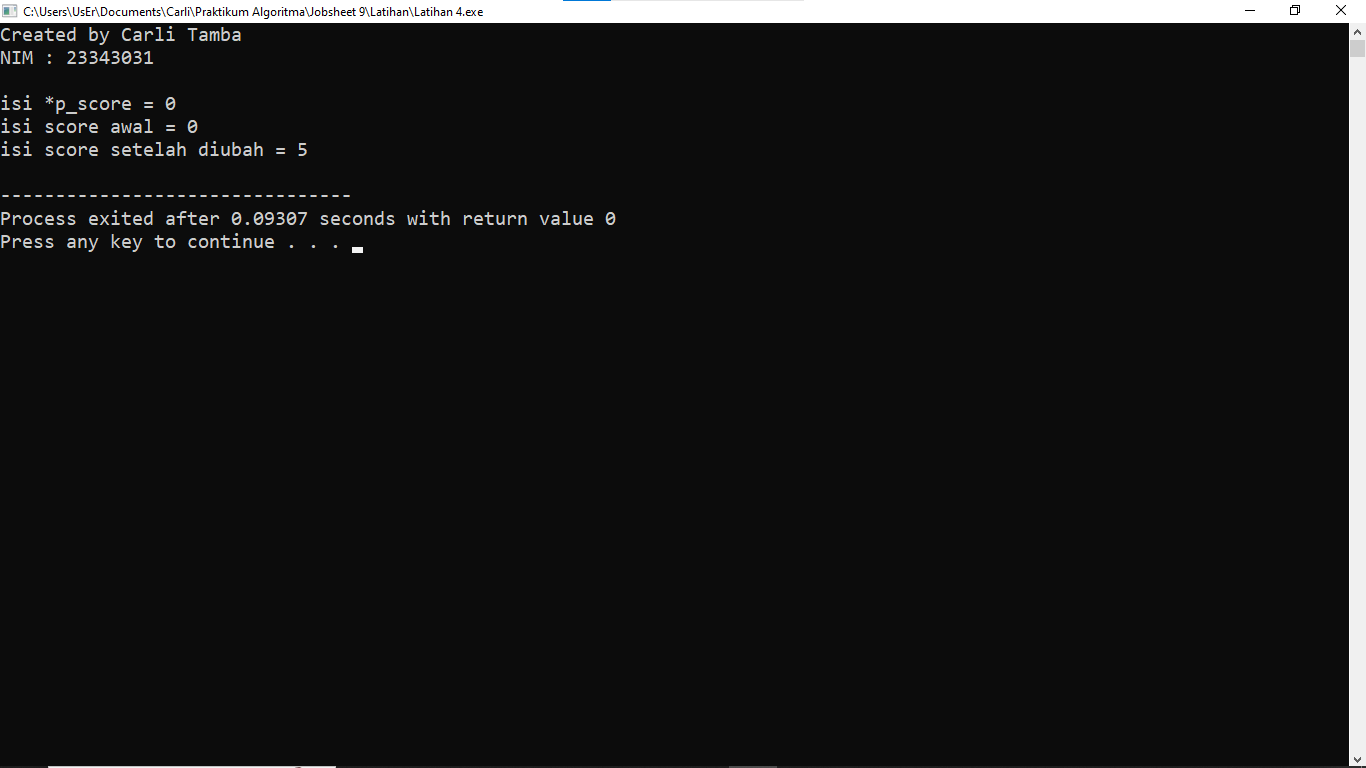 C:\Users\UsEr\Documents\Carli\Praktikum Algoritma\Jobsheet 9\Latihan\Latihan 4.exe
Created by Carli Tamba
NIM : 23343031
isi *p_score = 0
isi score awal = 0
isi score setelah diubah = 5
--------------------------------
Process exited after 0.09307 seconds with return value 0
Press any key to continue . . .